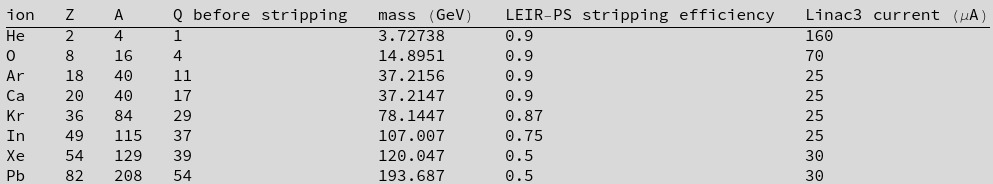 ion Z A Q before stripping mass (GeV) LEIR-PS stripping efficiency Linac3 current (μA)
He 2 4 1 3.72738 0.9 160
O 8 16 4 14.8951 0.9 70
Ar 18 40 11 37.2156 0.9 25
Ca 20 40 17 37.2147 0.9 25
Kr 36 84 29 78.1447 0.87 25
In 49 115 37 107.007 0.75 25
Xe 54 129 39 120.047 0.5 30
Pb 82 208 54 193.687 0.5 30